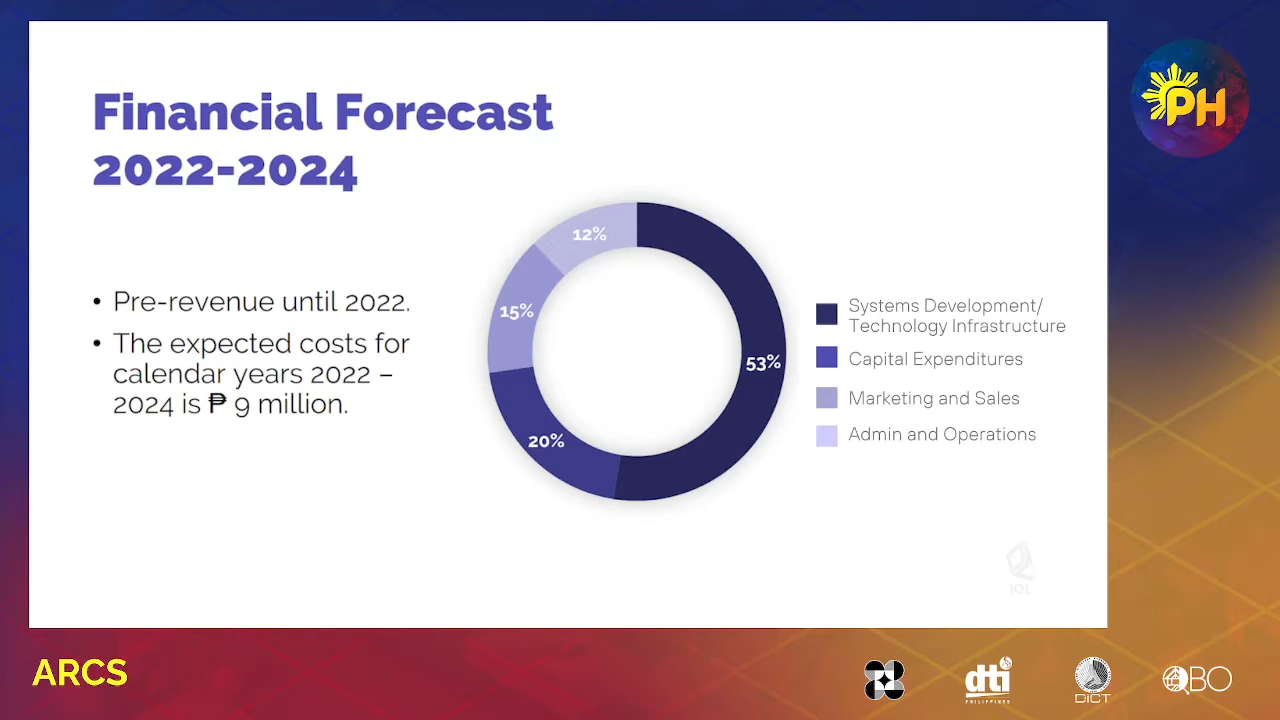 Financial Forecast
2022-2024
• Pre-revenue until 2022.
• The expected costs for
calendar years 2022 –
2024 is ₱ 9 million.
12%
15%
53%
20%
Systems Development/
Technology Infrastructure
Capital Expenditures
Marketing and Sales
Admin and Operations
IOL
PH
ARCS
dti
PHILIPPINES
DICT
QBO